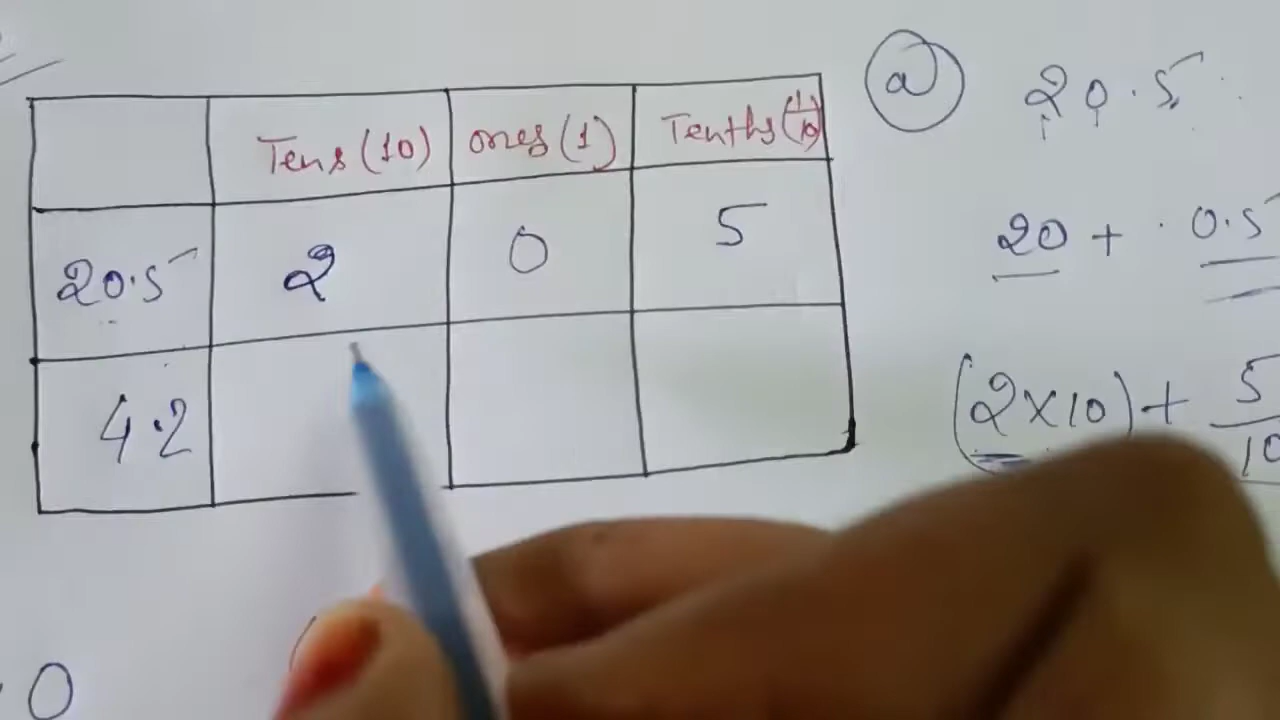 Tens (10) ones (1) Tenths (1/10)
20.5 2 0 5
4.2
a 20.5
20 + 0.5
(2×10) + 5/10
0